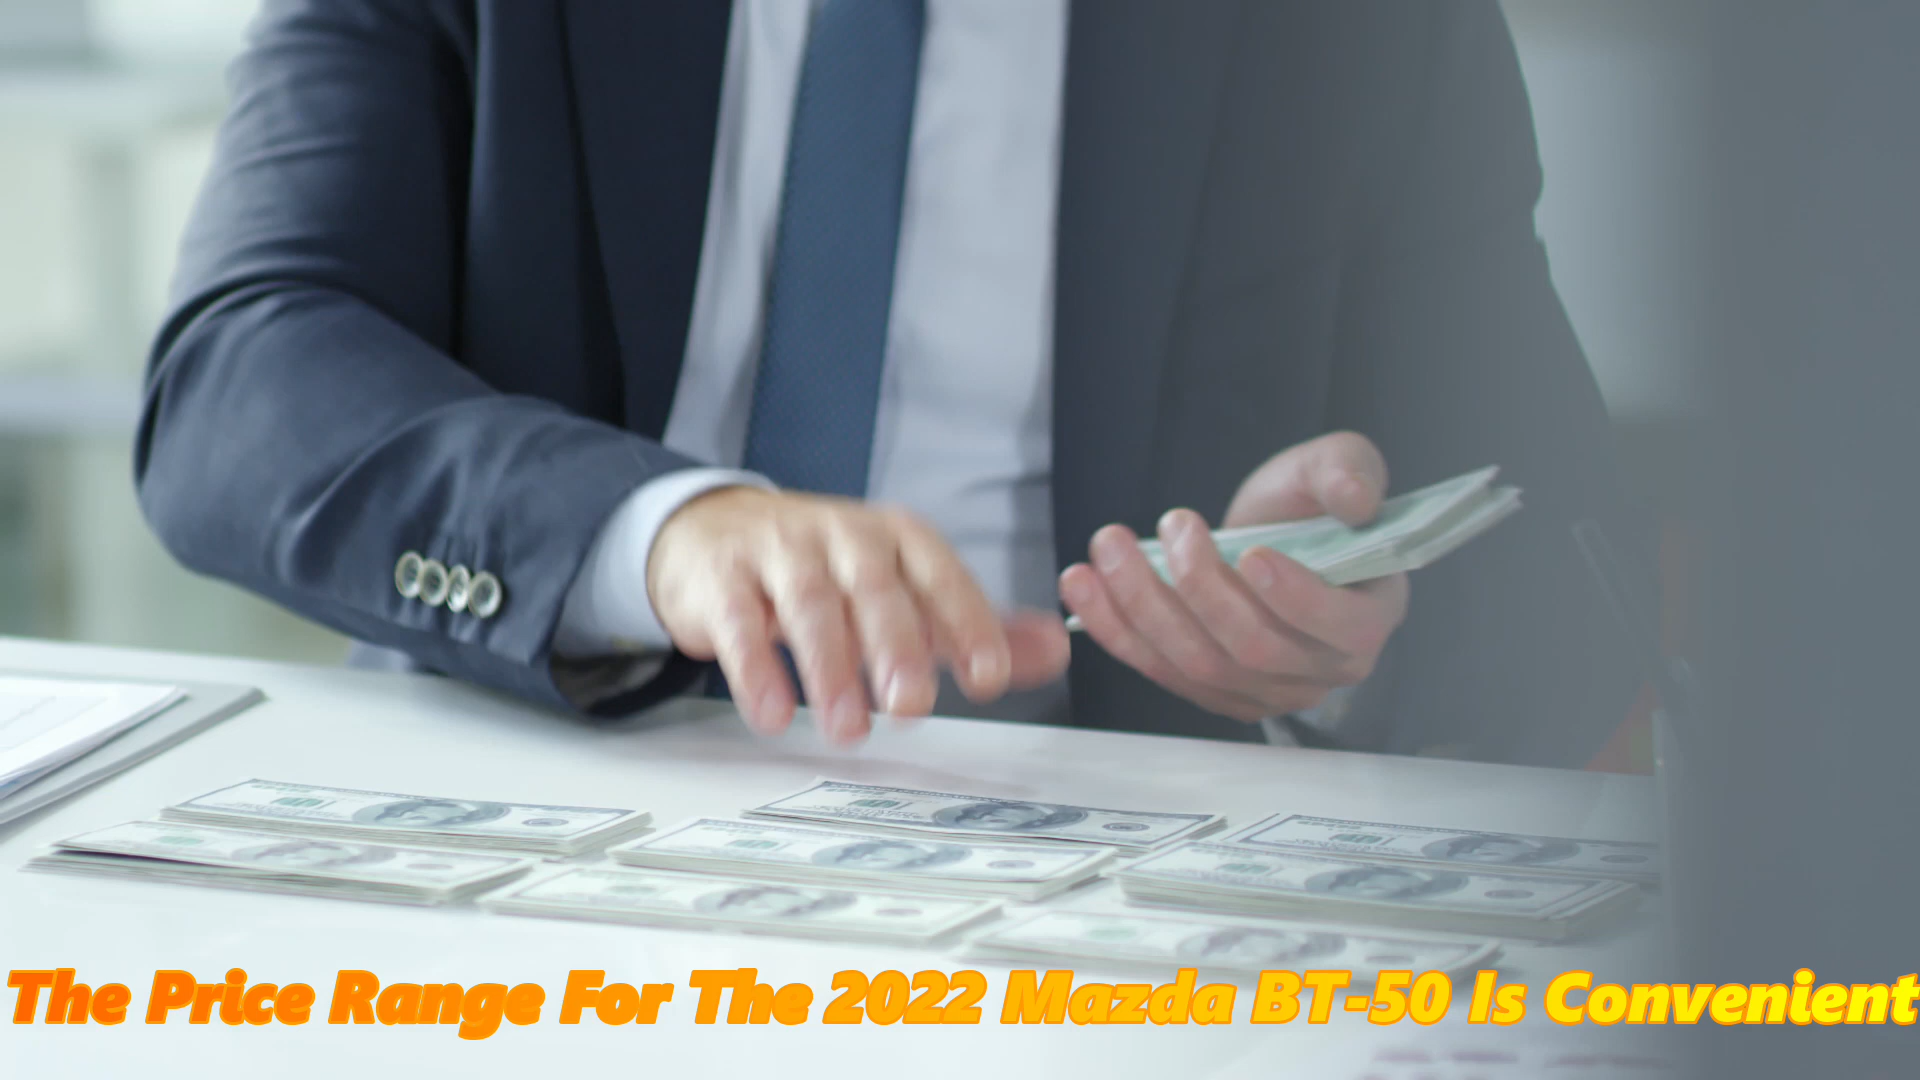 The Price Range For The 2022 Mazda BT-50 Is Convenient